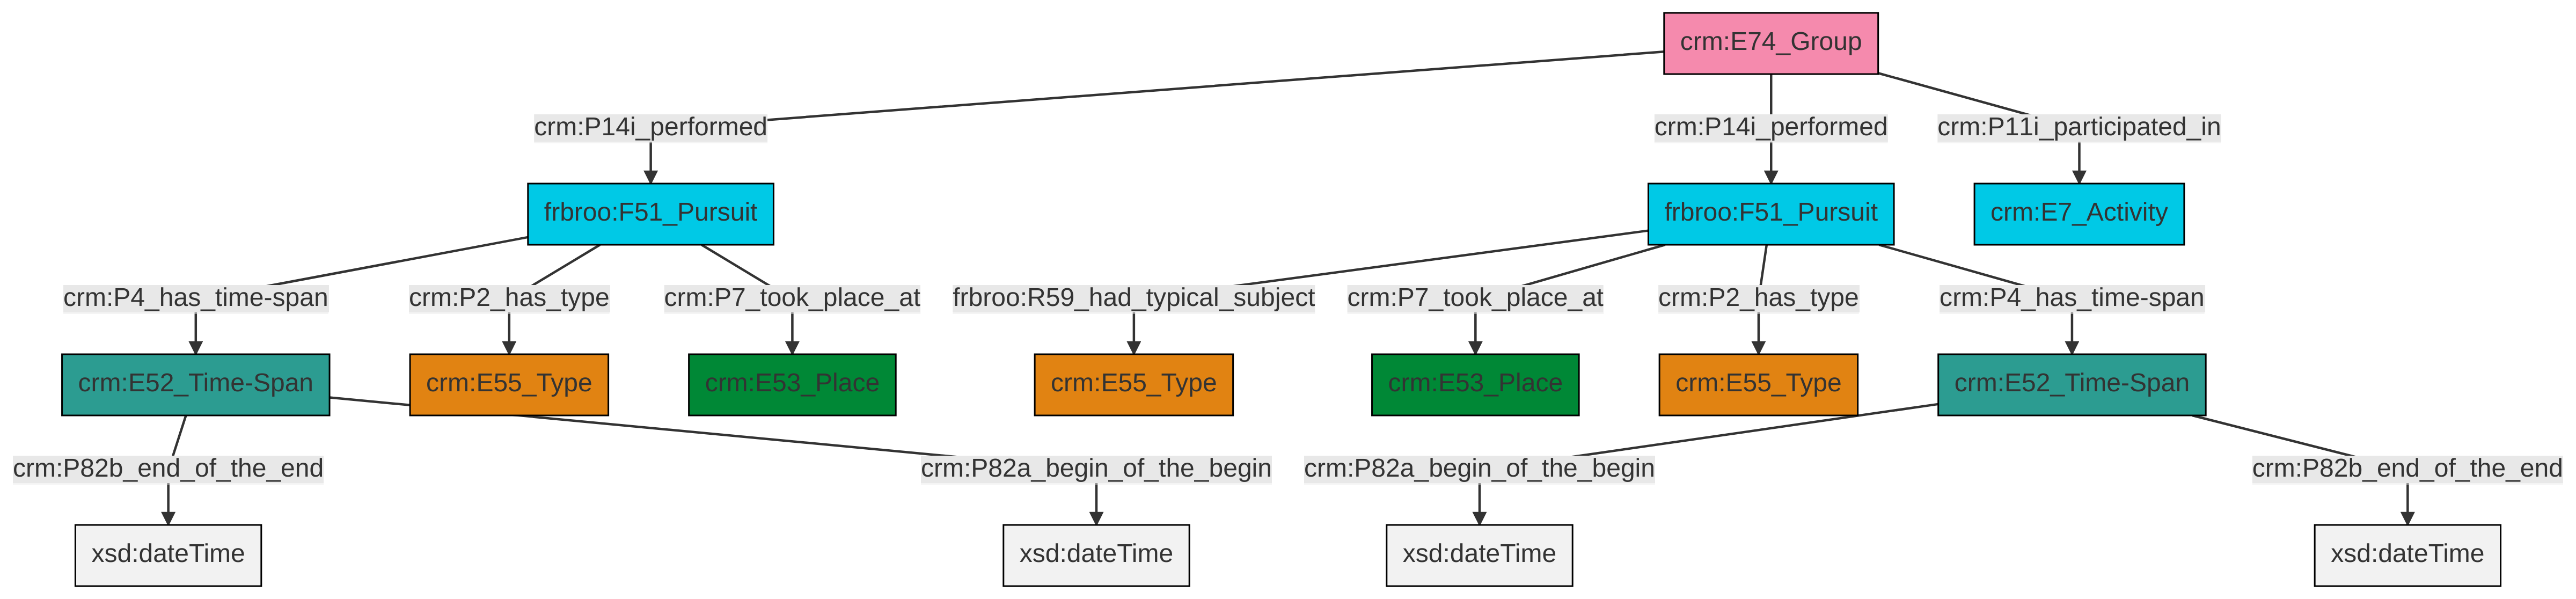 crm:E74_Group
crm:P14i_performed
crm:P14i_performed
crm:P11i_participated_in
frbroo:F51_Pursuit
frbroo:F51_Pursuit
crm:E7_Activity
crm:P4_has_time-span
crm:P2_has_type
crm:P7_took_place_at
frbroo:R59_had_typical_subject
crm:P7_took_place_at
crm:P2_has_type
crm:P4_has_time-span
crm:E52_Time-Span
crm:E55_Type
crm:E53_Place
crm:E55_Type
crm:E53_Place
crm:E55_Type
crm:E52_Time-Span
crm:P82b_end_of_the_end
crm:P82a_begin_of_the_begin
crm:P82a_begin_of_the_begin
crm:P82b_end_of_the_end
xsd:dateTime
xsd:dateTime
xsd:dateTime
xsd:dateTime